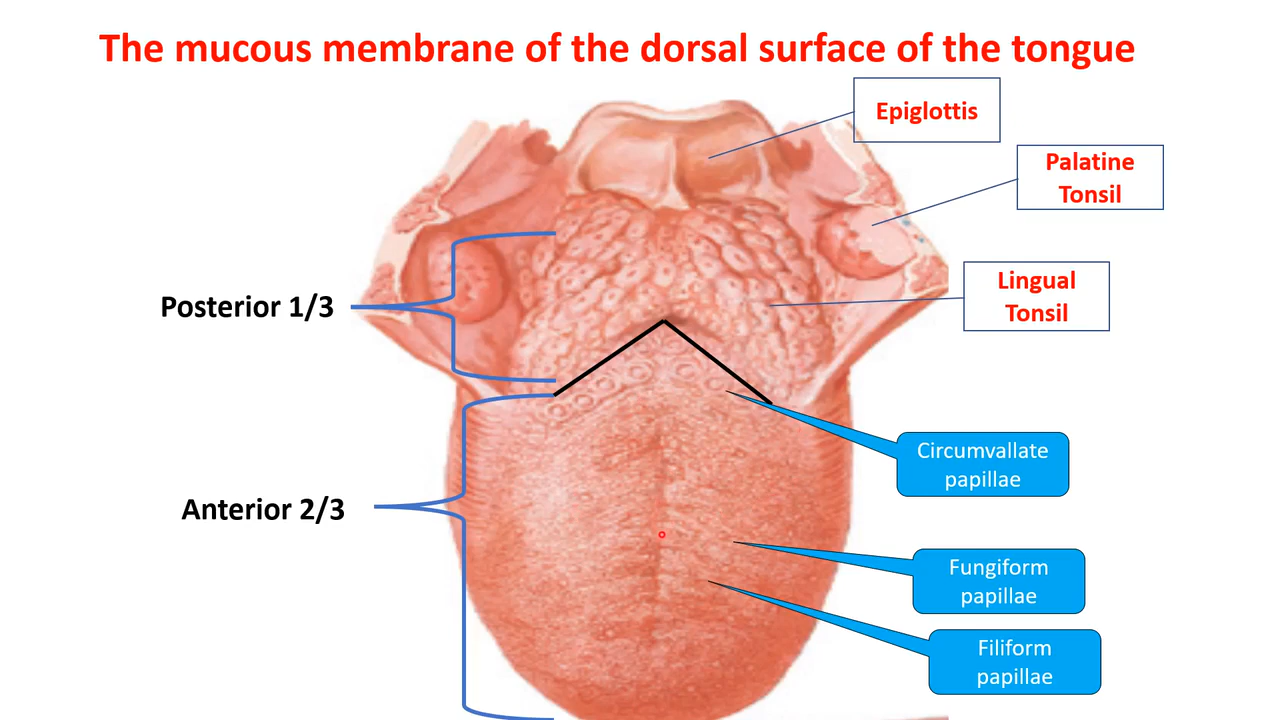 The mucous membrane of the dorsal surface of the tongue
Epiglottis
Palatine
Tonsil
Lingual
Tonsil
Posterior 1/3
Circumvallate
papillae
Anterior 2/3
Fungiform
papillae
Filiform
papillae